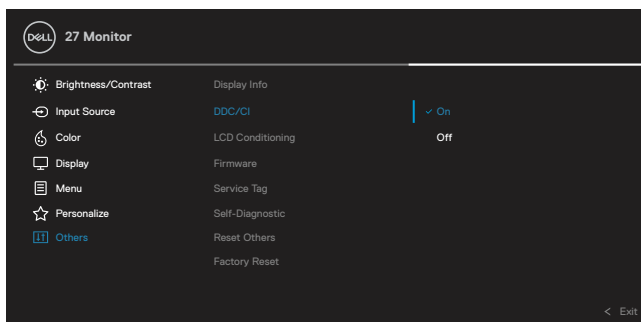 DELL 27 Monitor
Brightness/Contrast Display Info
Input Source DDC/CI ✓ On
Color LCD Conditioning Off
Display Firmware
Menu Service Tag
Personalize Self-Diagnostic
Others Reset Others
Factory Reset
< Exit